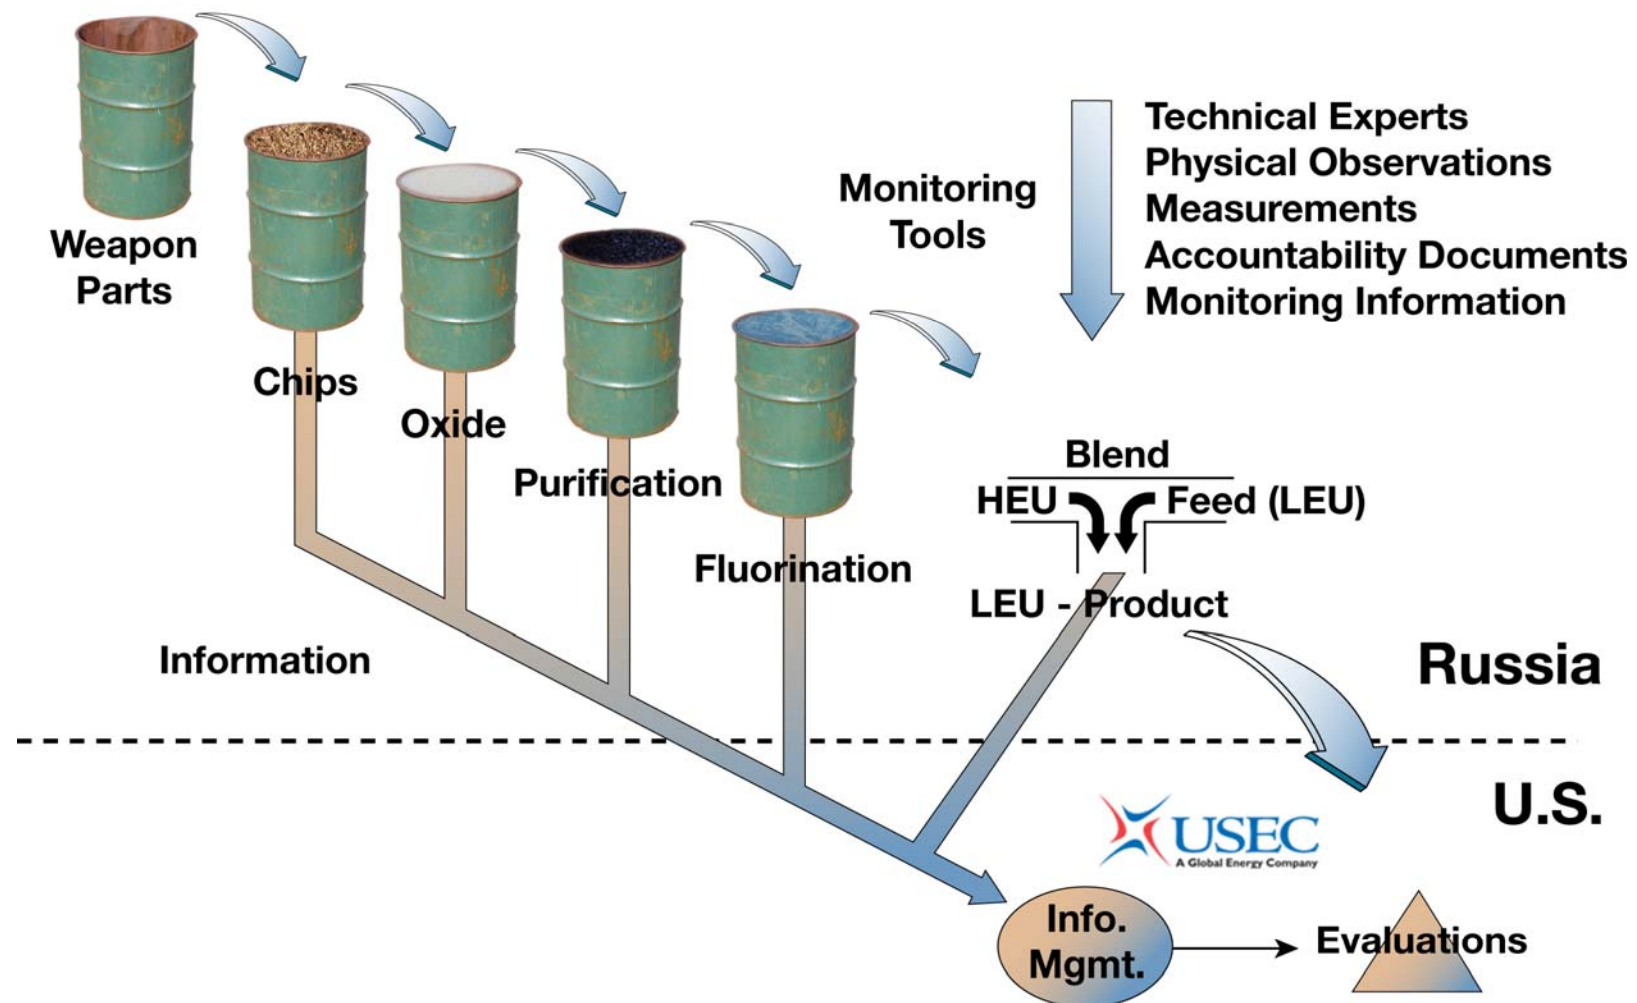 Weapon
Parts
Chips
Oxide
Purification
Fluorination
Monitoring
Tools
Technical Experts
Physical Observations
Measurements
Accountability Documents
Monitoring Information
Blend
HEU
Feed (LEU)
LEU - Product
Information
Russia
U.S.
USEC
A Global Energy Company
Info.
Mgmt.
Evaluations